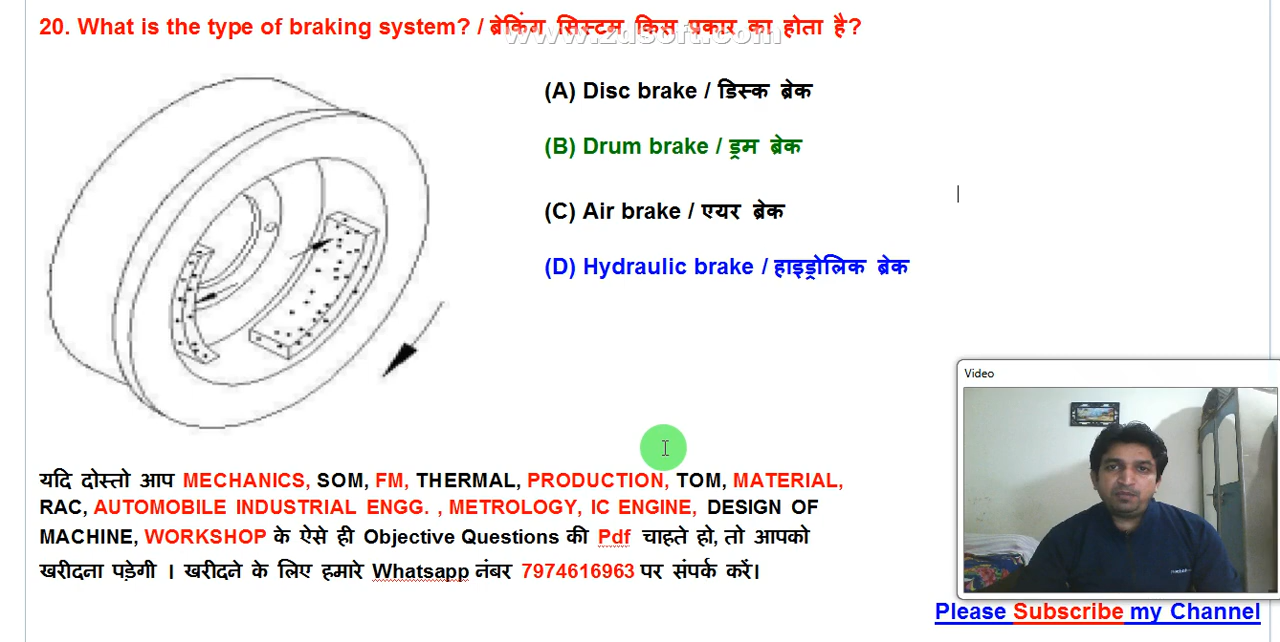 20. What is the type of braking system? / ब्रेकिंग सिस्टम किस प्रकार का होता है?
www.zdsoft.com
(A) Disc brake / डिस्क ब्रेक
(B) Drum brake / ड्रम ब्रेक
(C) Air brake / एयर ब्रेक
(D) Hydraulic brake / हाइड्रोलिक ब्रेक
Video
यदि दोस्तो आप MECHANICS, SOM, FM, THERMAL, PRODUCTION, TOM, MATERIAL,
RAC, AUTOMOBILE INDUSTRIAL ENGG. , METROLOGY, IC ENGINE, DESIGN OF
MACHINE, WORKSHOP के ऐसे ही Objective Questions की Pdf चाहते हो, तो आपको
खरीदना पड़ेगी । खरीदने के लिए हमारे Whatsapp नंबर 7974616963 पर संपर्क करें।
Please Subscribe my Channel